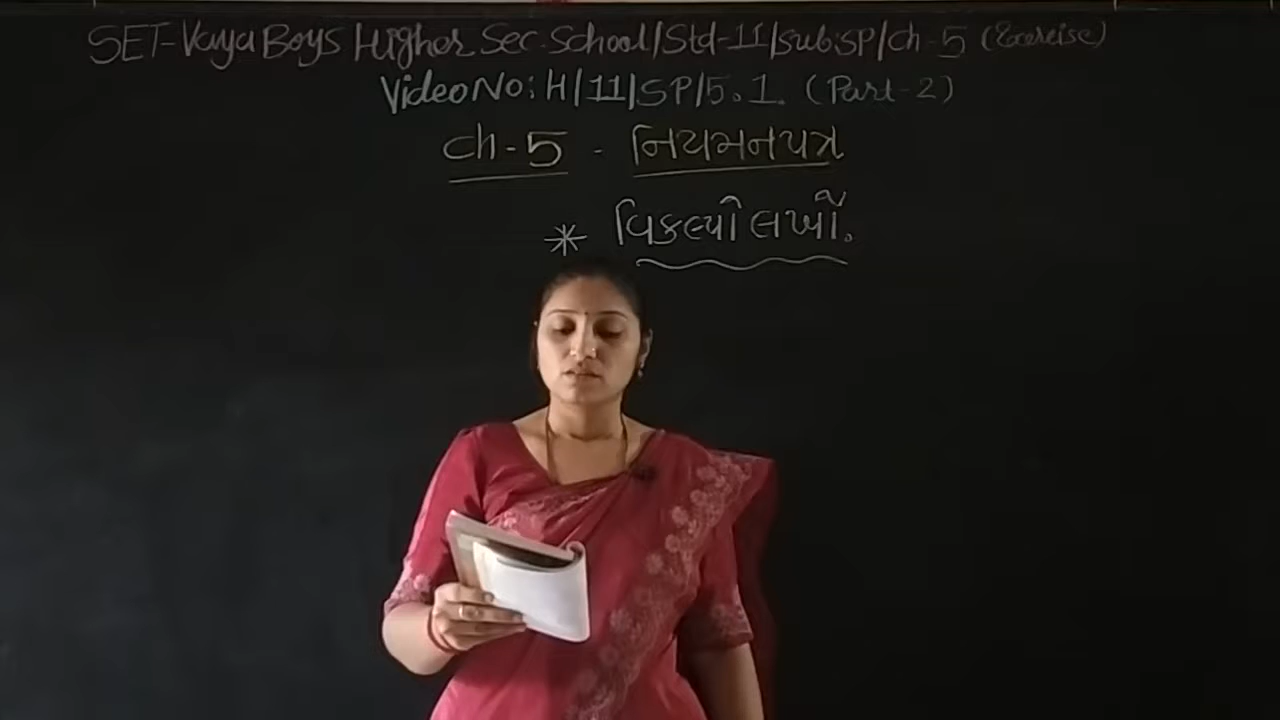 SET-Vaya Boys Higher Sec. School/Std-11/Sub:SP/Ch-5 (Exercise)
Video No: H/11/SP/5.1. (Part-2)
Ch-5 - નિયમનપત્ર
* વિકલ્પો લખો.